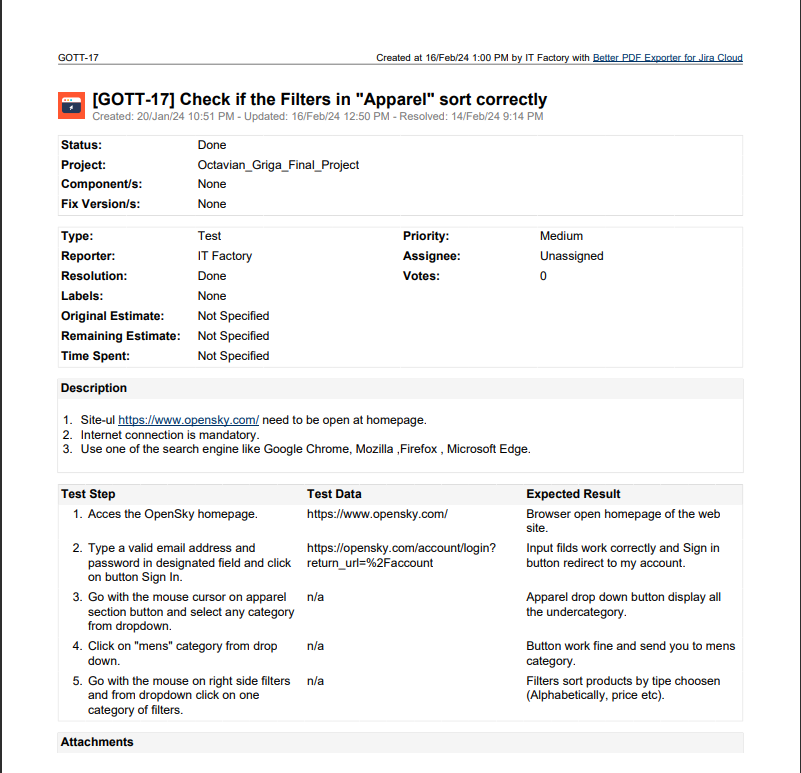 GOTT-17 Created at 16/Feb/24 1:00 PM by IT Factory with Better PDF Exporter for Jira Cloud
[GOTT-17] Check if the Filters in "Apparel" sort correctly
Created: 20/Jan/24 10:51 PM - Updated: 16/Feb/24 12:50 PM - Resolved: 14/Feb/24 9:14 PM
Status: Done
Project: Octavian_Griga_Final_Project
Component/s: None
Fix Version/s: None
Type: Test Priority: Medium
Reporter: IT Factory Assignee: Unassigned
Resolution: Done Votes: 0
Labels: None
Original Estimate: Not Specified
Remaining Estimate: Not Specified
Time Spent: Not Specified
Description
1. Site-ul https://www.opensky.com/ need to be open at homepage.
2. Internet connection is mandatory.
3. Use one of the search engine like Google Chrome, Mozilla ,Firefox , Microsoft Edge.
Test Step Test Data Expected Result
1. Acces the OpenSky homepage. https://www.opensky.com/ Browser open homepage of the web
site.
2. Type a valid email address and https://opensky.com/account/login? Input filds work correctly and Sign in
password in designated field and click return_url=%2Faccount button redirect to my account.
on button Sign In.
3. Go with the mouse cursor on apparel n/a Apparel drop down button display all
section button and select any category the undercategory.
from dropdown.
4. Click on "mens" category from drop n/a Button work fine and send you to mens
down. category.
5. Go with the mouse on right side filters n/a Filters sort products by tipe choosen
and from dropdown click on one (Alphabetically, price etc).
category of filters.
Attachments